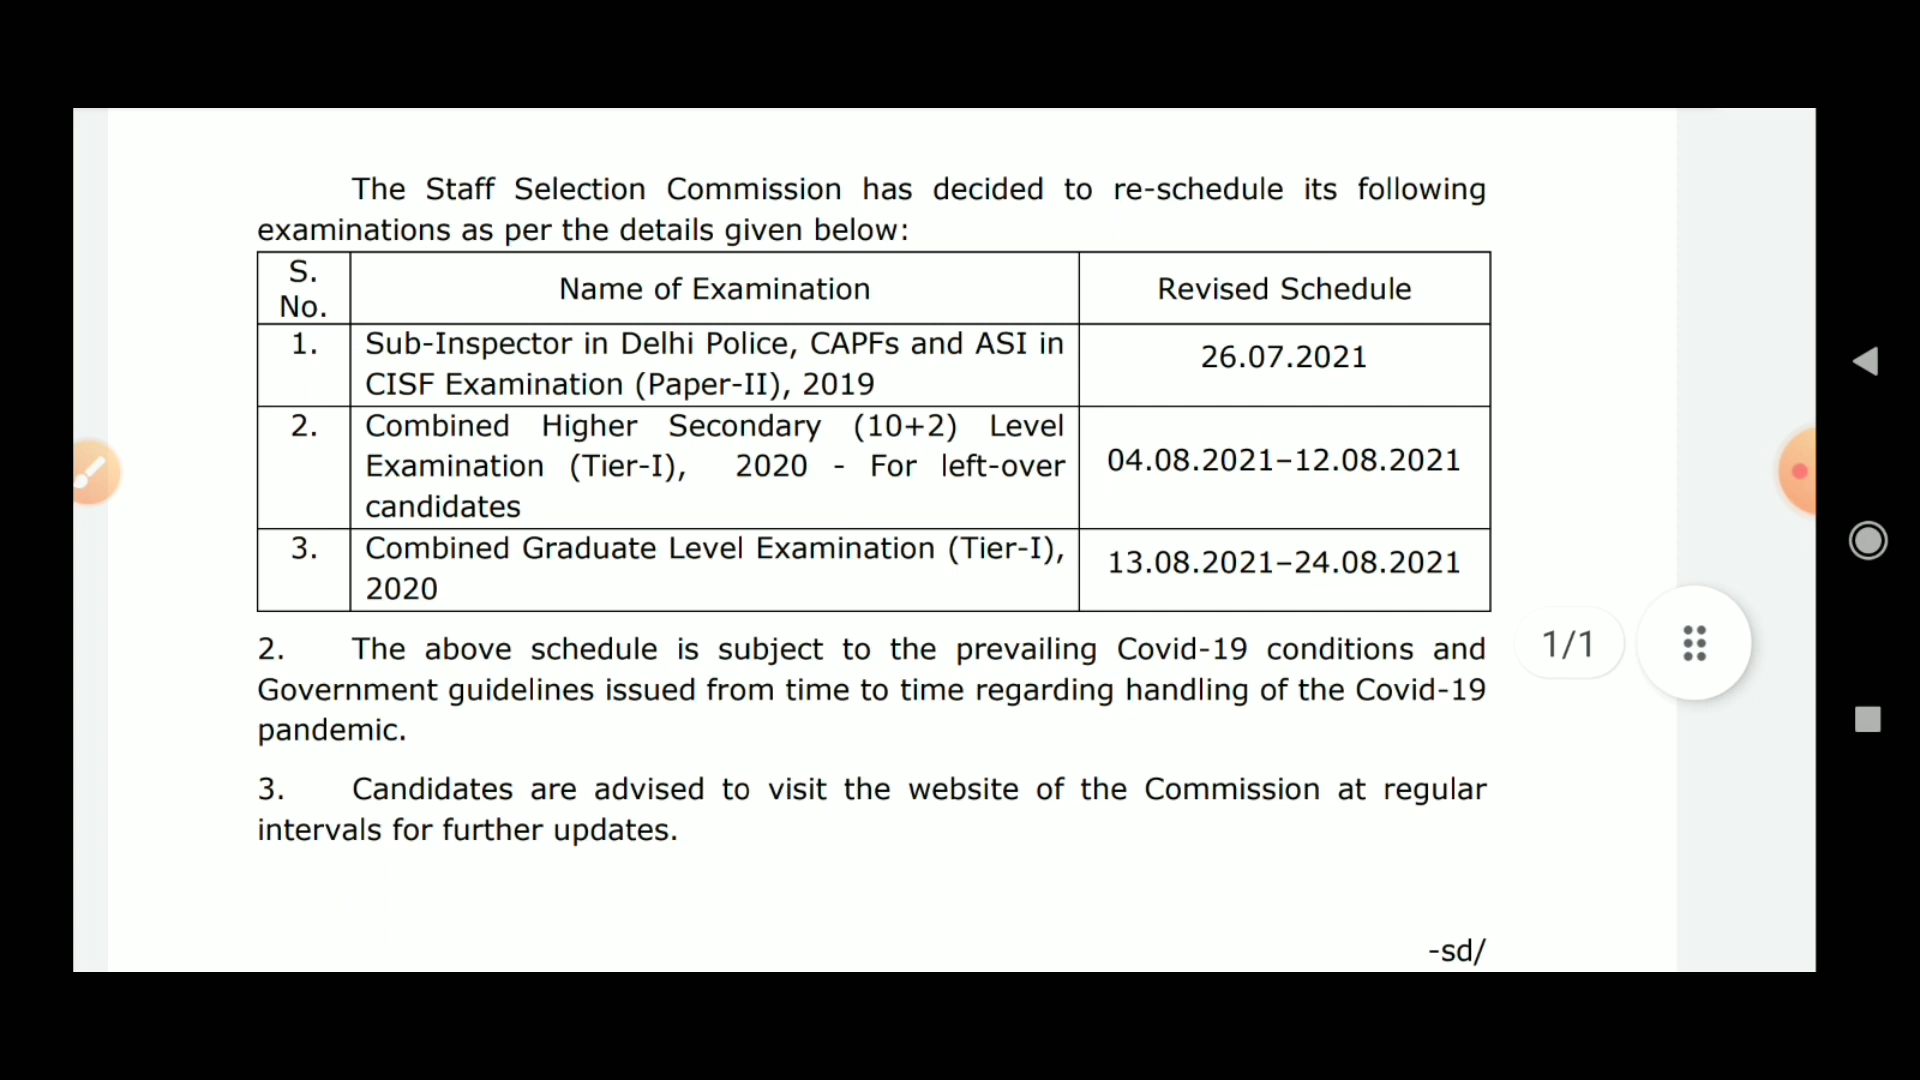 The Staff Selection Commission has decided to re-schedule its following
examinations as per the details given below:
S.
No.
Name of Examination
Revised Schedule
1.
Sub-Inspector in Delhi Police, CAPFs and ASI in
CISF Examination (Paper-II), 2019
26.07.2021
2.
Combined Higher Secondary (10+2) Level
Examination (Tier-I), 2020 - For left-over
candidates
04.08.2021–12.08.2021
3.
Combined Graduate Level Examination (Tier-I),
2020
13.08.2021–24.08.2021
2. The above schedule is subject to the prevailing Covid-19 conditions and
Government guidelines issued from time to time regarding handling of the Covid-19
pandemic.
1/1
3. Candidates are advised to visit the website of the Commission at regular
intervals for further updates.
-sd/